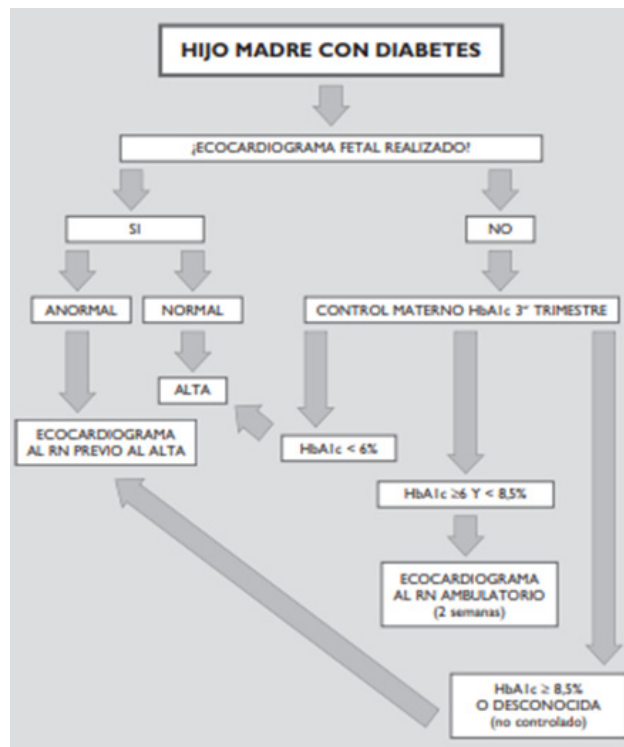 HIJO MADRE CON DIABETES
¿ECOCARDIOGRAMA FETAL REALIZADO?
SI
NO
ANORMAL
NORMAL
CONTROL MATERNO HbA1c 3er TRIMESTRE
ALTA
ECOCARDIOGRAMA
AL RN PREVIO AL ALTA
HbA1c < 6%
HbA1c ≥6 Y < 8,5%
ECOCARDIOGRAMA
AL RN AMBULATORIO
(2 semanas)
HbA1c ≥ 8,5%
O DESCONOCIDA
(no controlado)